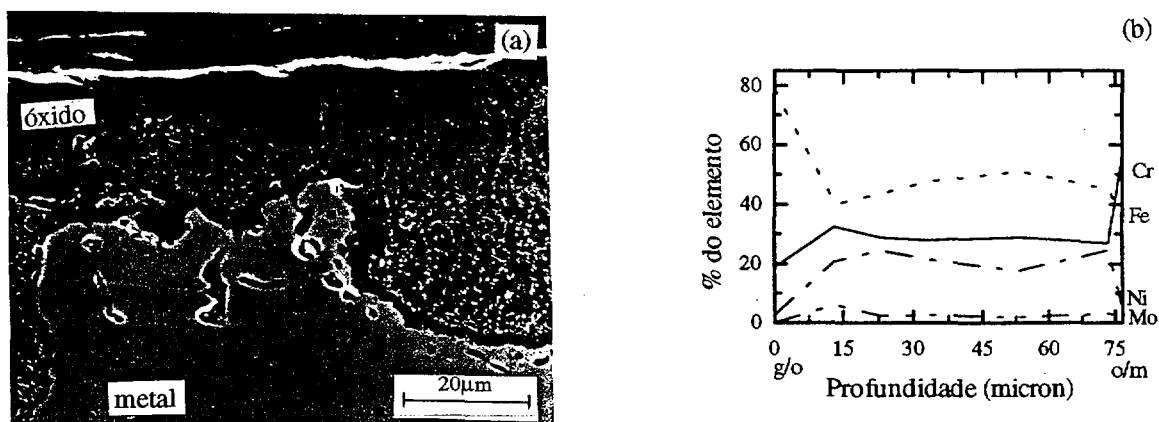 (a)
óxido
metal
20μm
(b)
% do elemento
80
60
40
20
0
Cr
Fe
Ni
Mo
0 15 30 45 60 75
g/o o/m
Profundidade (micron)